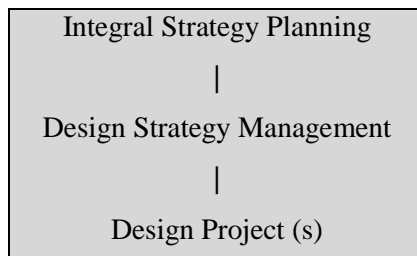 Integral Strategy Planning
|
Design Strategy Management
|
Design Project (s)